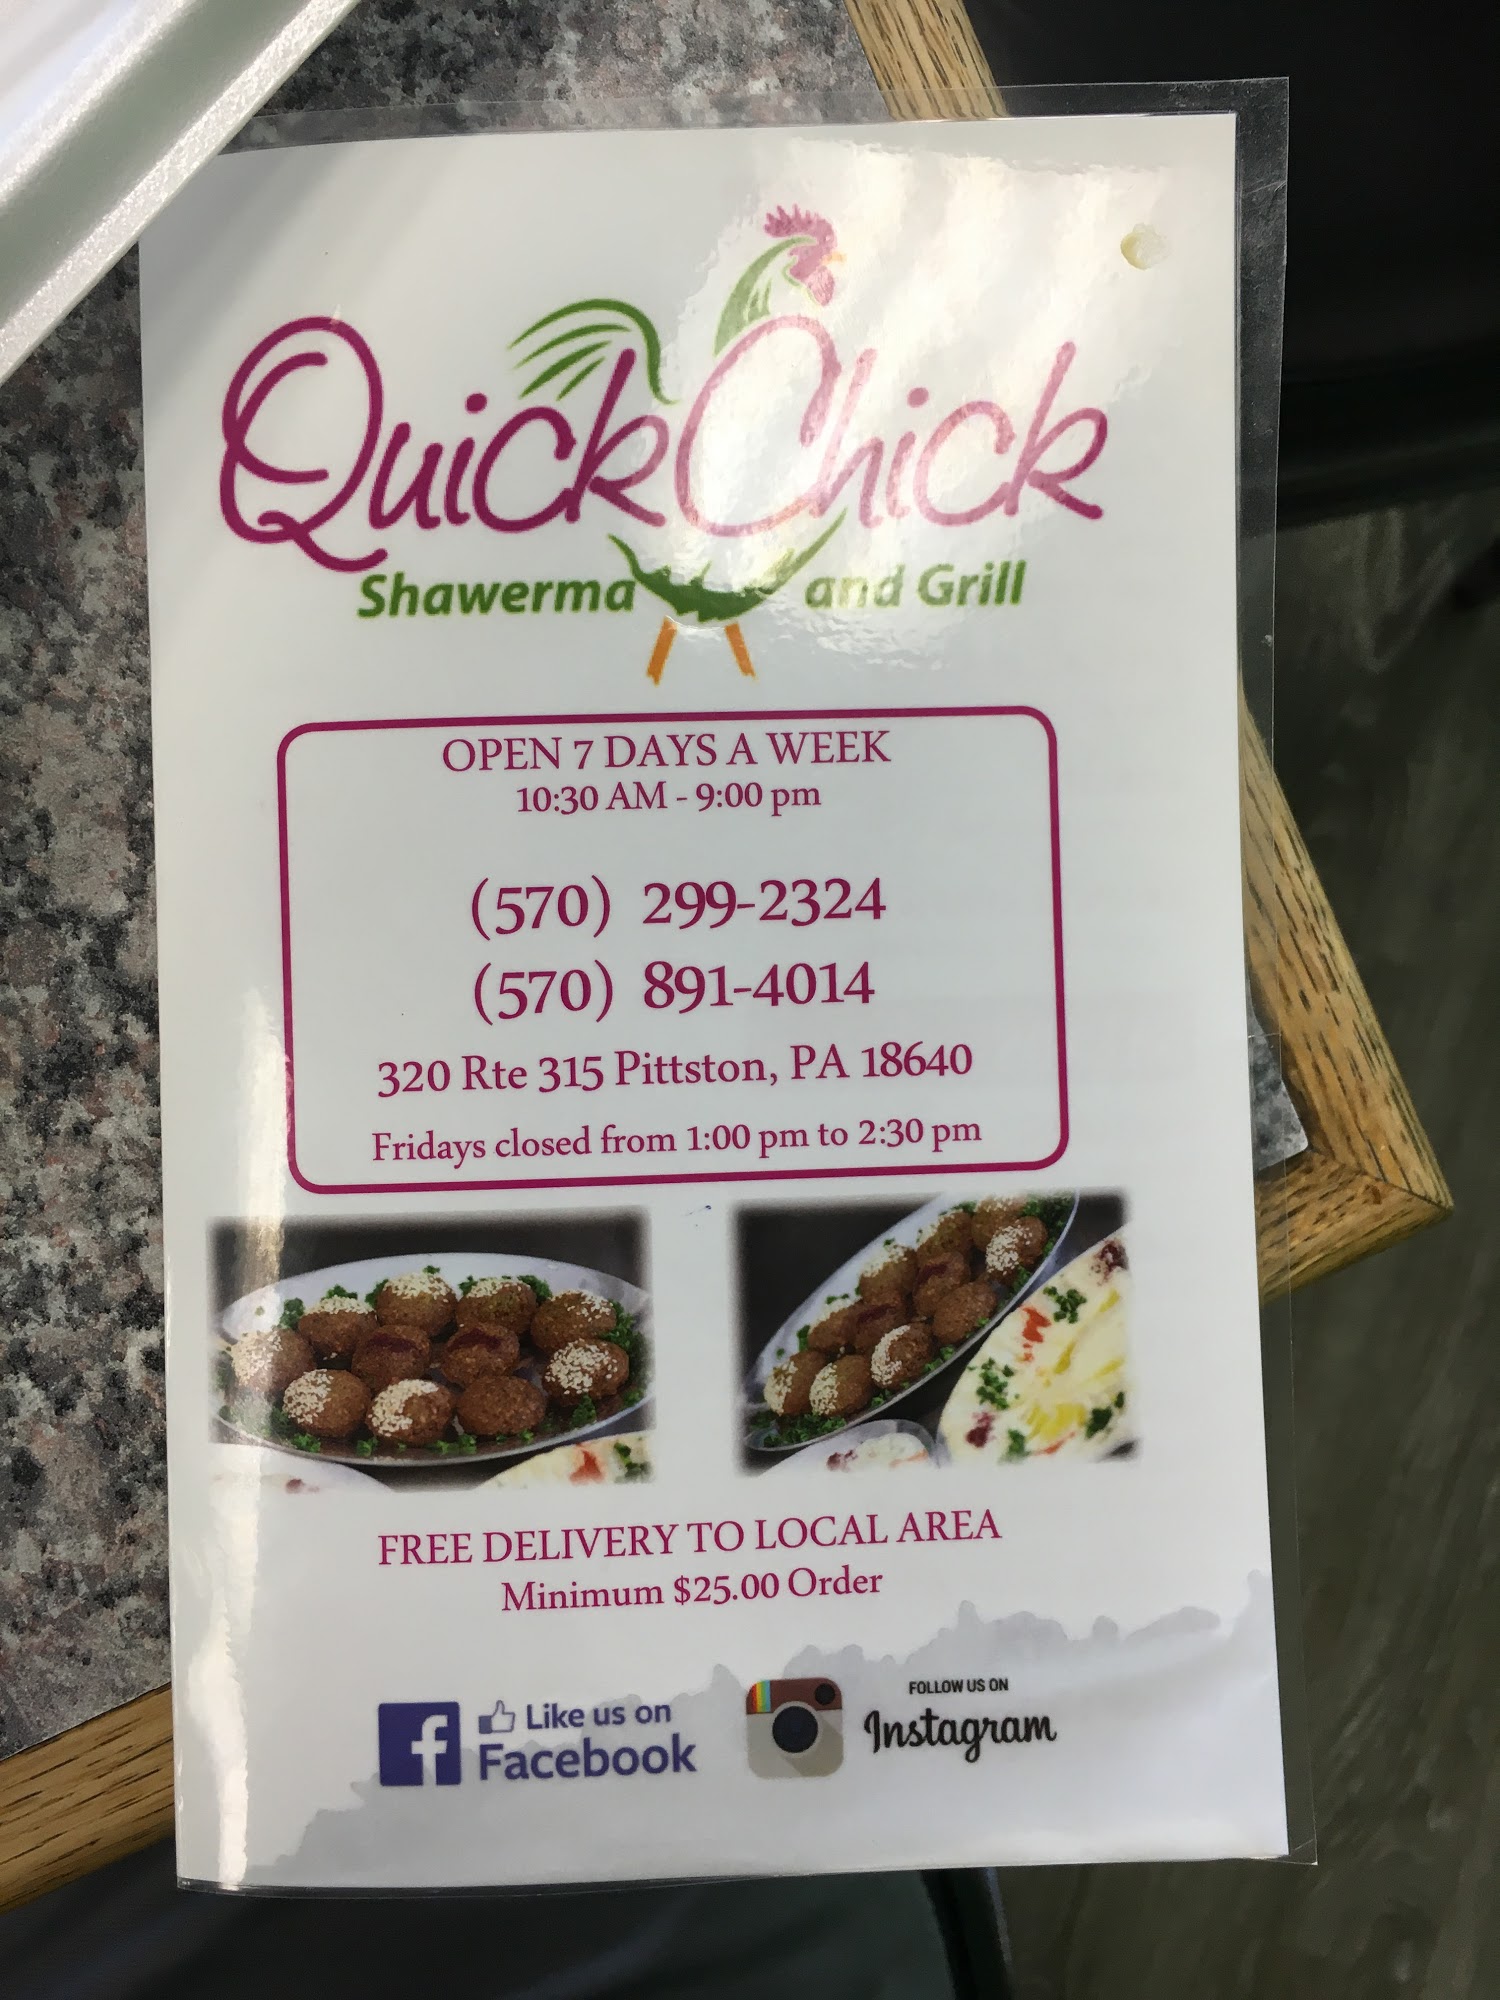 QuickChick
Shawerma and Grill
OPEN 7 DAYS A WEEK
10:30 AM - 9:00 pm
(570) 299-2324
(570) 891-4014
320 Rte 315 Pittston, PA 18640
Fridays closed from 1:00 pm to 2:30 pm
FREE DELIVERY TO LOCAL AREA
Minimum $25.00 Order
f Like us on
Facebook
FOLLOW US ON
Instagram